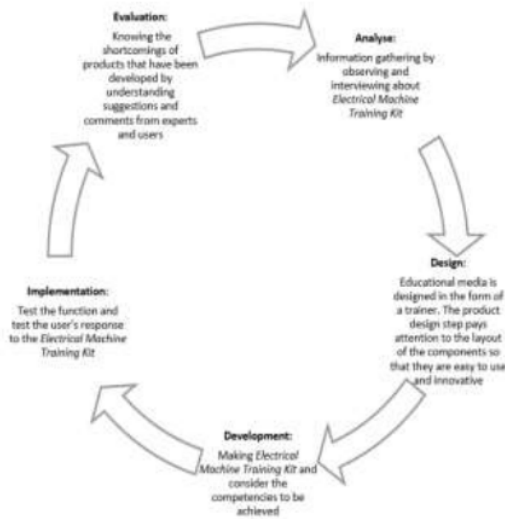 Evaluation:
Knowing the
shortcomings of
products that have been
developed by
understanding
suggestions and
comments from experts
and users
Analyse:
Information gathering by
observing and
interviewing about
Electrical Machine
Training Kit
Design:
Educational media is
designed in the form of
a trainer. The product
design step pays
attention to the layout
of the components so
that they are easy to use
and innovative
Development:
Making Electrical
Machine Training Kit and
consider the
competencies to be
achieved
Implementation:
Test the function and
test the user's response
to the Electrical Machine
Training Kit